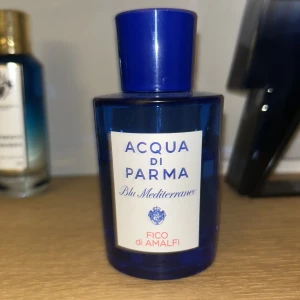 ACQUA
DI
PARMA
Blu Mediterraneo
FICO
di AMALFI